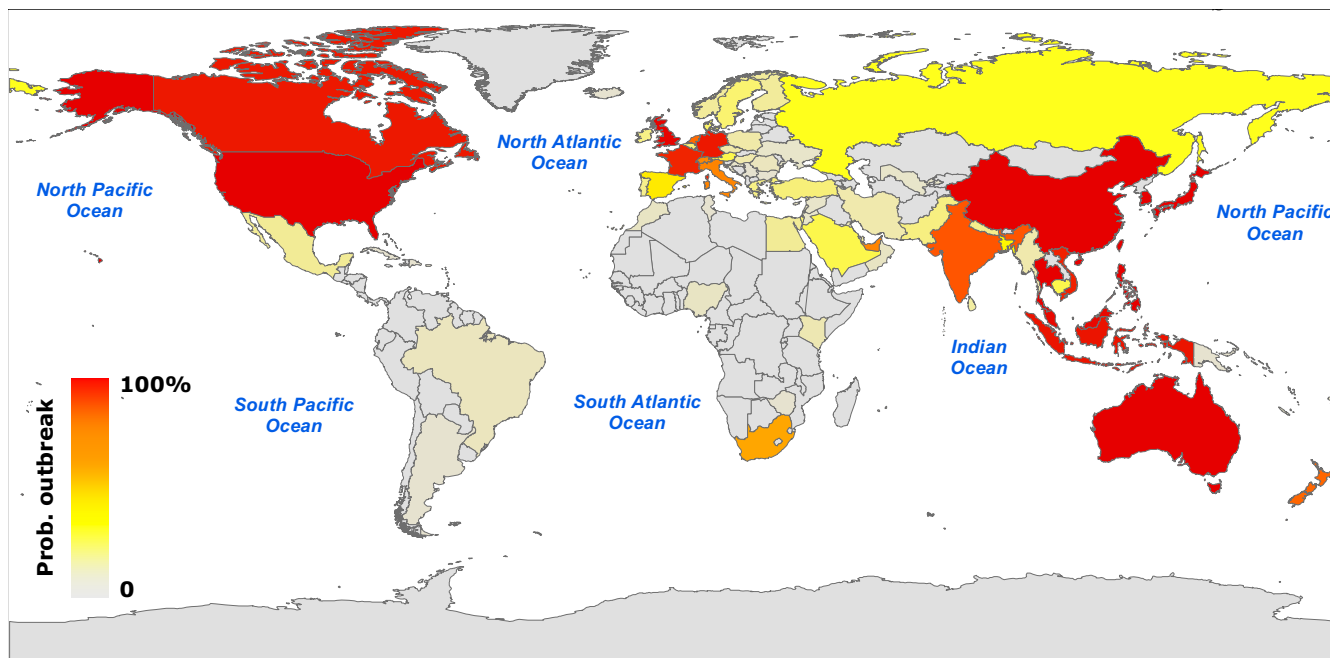 North Atlantic
Ocean
North Pacific
Ocean
North Pacific
Ocean
Indian
Ocean
South Pacific
Ocean
South Atlantic
Ocean
Prob. outbreak
100%
0